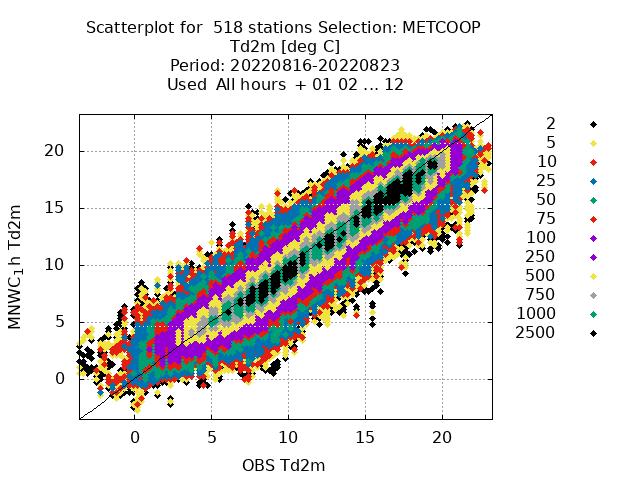 Scatterplot for  518 stations Selection: METCOOP
Td2m [deg C]
Period: 20220816-20220823
Used  All hours  + 01 02 ... 12
2
5
10
25
50
75
100
250
500
750
1000
2500
20
15
10
5
0
MNWC₁h Td2m
0 5 10 15 20
OBS Td2m